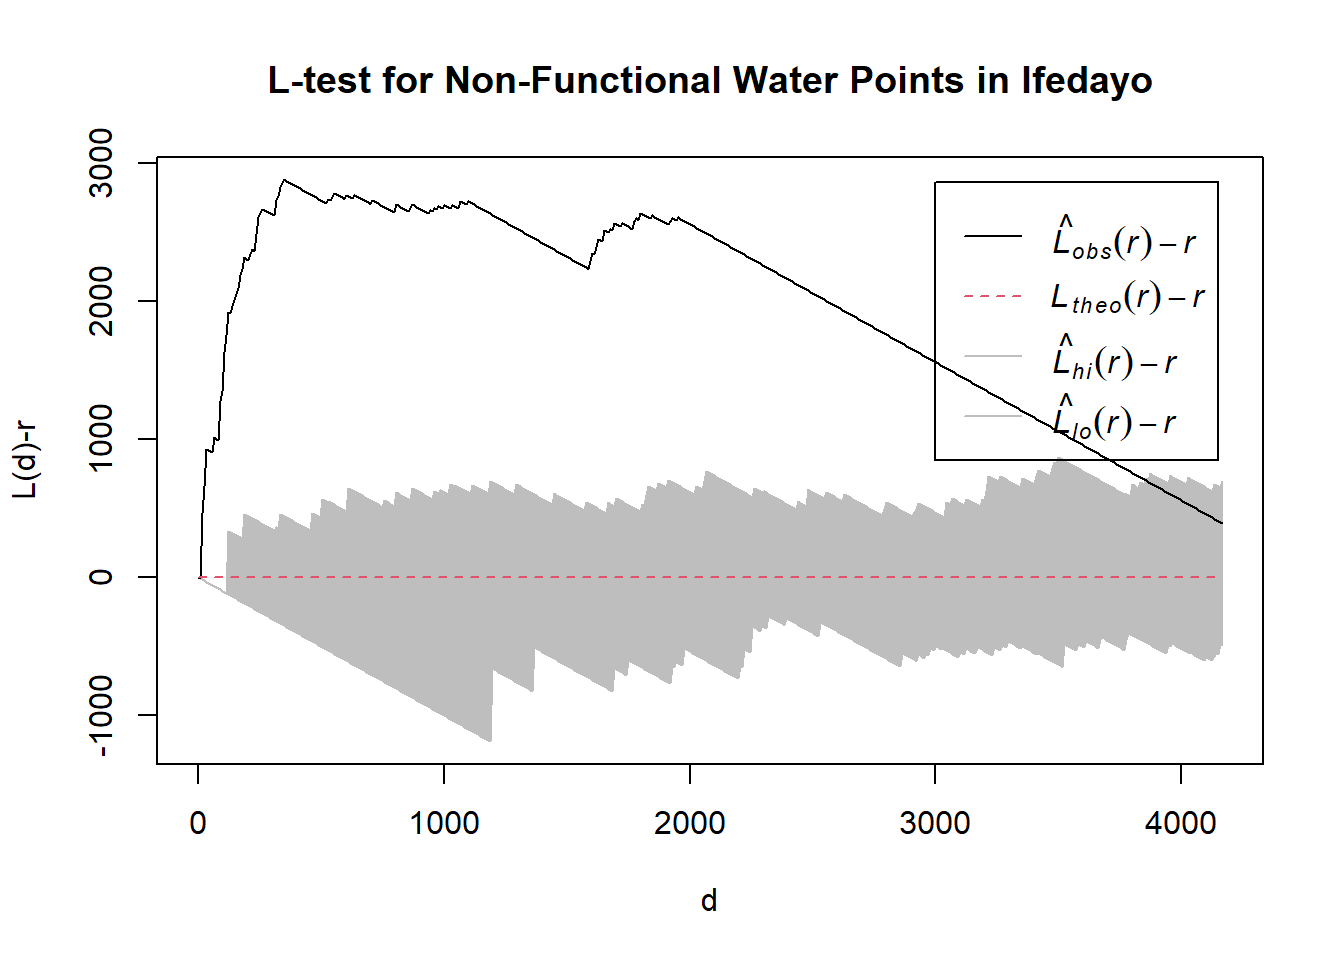 L-test for Non-Functional Water Points in Ifedayo
L(d)-r
3000
2000
1000
0
-1000
L̂obs(r) − r
Ltheo(r) − r
L̂hi(r) − r
L̂lo(r) − r
0 1000 2000 3000 4000
d